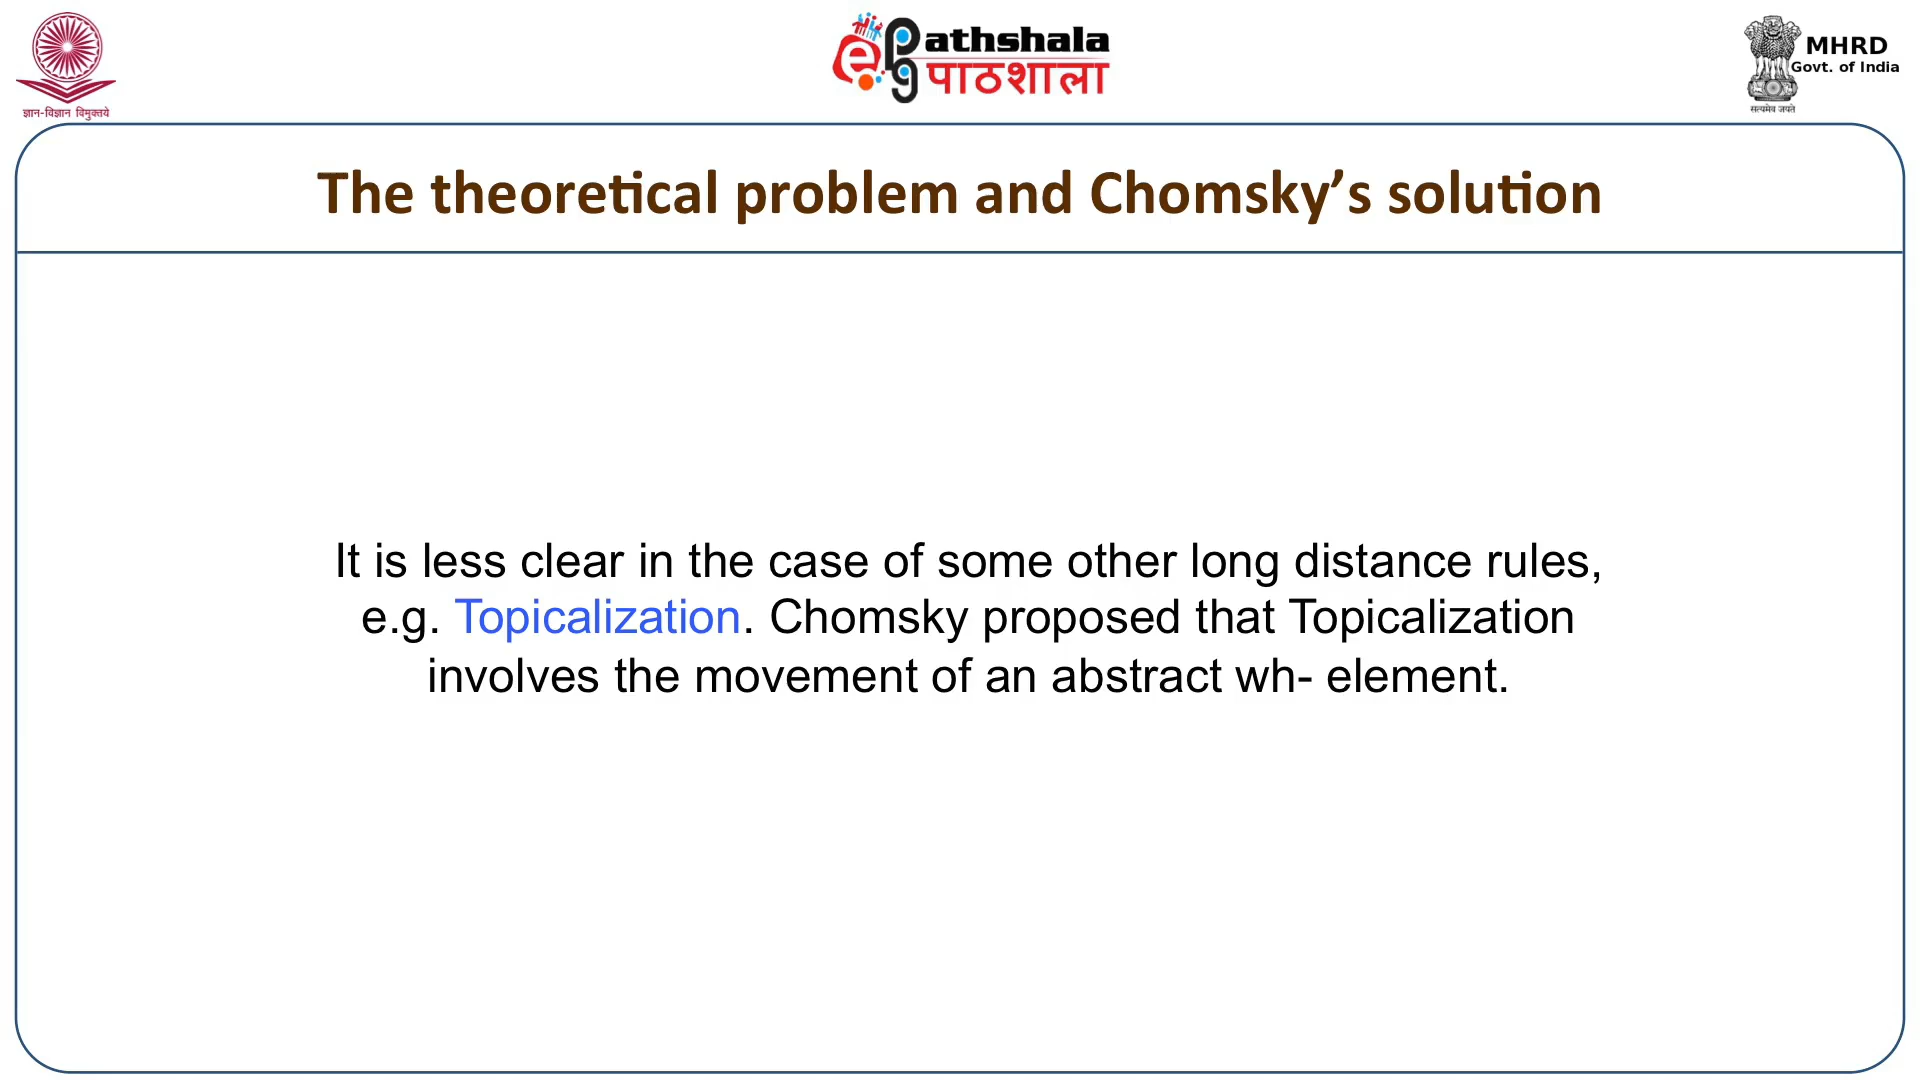 ज्ञान-विज्ञान विमुक्तये
ePathshala
पाठशाला
MHRD
Govt. of India
सत्यमेव जयते
The theoretical problem and Chomsky’s solution
It is less clear in the case of some other long distance rules,
e.g. Topicalization. Chomsky proposed that Topicalization
involves the movement of an abstract wh- element.